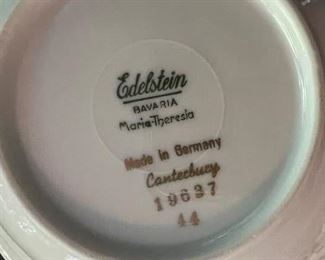 Edelstein
BAVARIA
Maria-Theresia
Made in Germany
Canterbury
19637
44